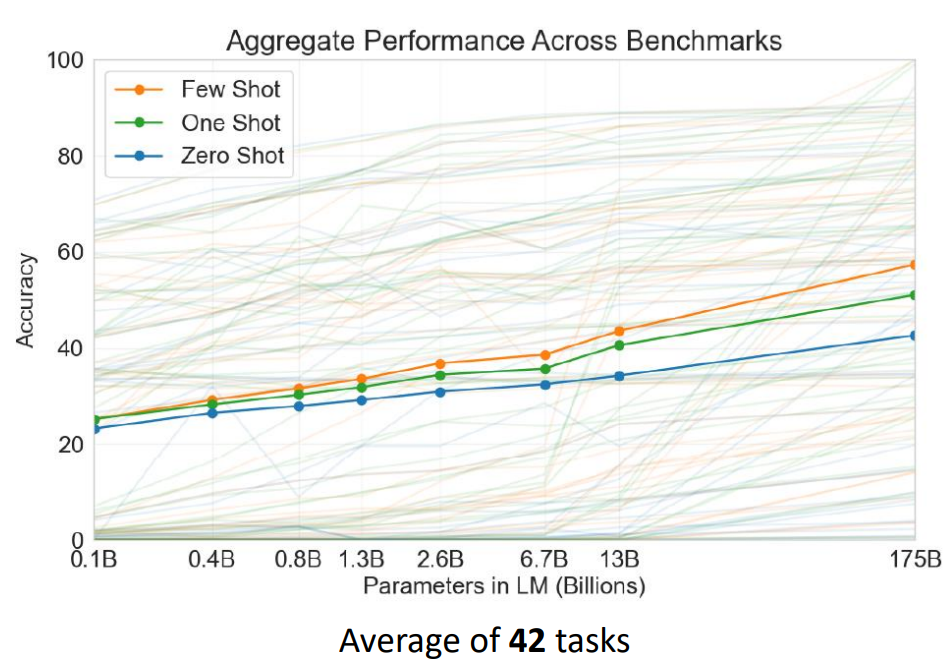 Aggregate Performance Across Benchmarks
100
Few Shot
One Shot
Zero Shot
80
60
40
20
0
Accuracy
0.1B 0.4B 0.8B 1.3B 2.6B 6.7B 13B 175B
Parameters in LM (Billions)
Average of 42 tasks